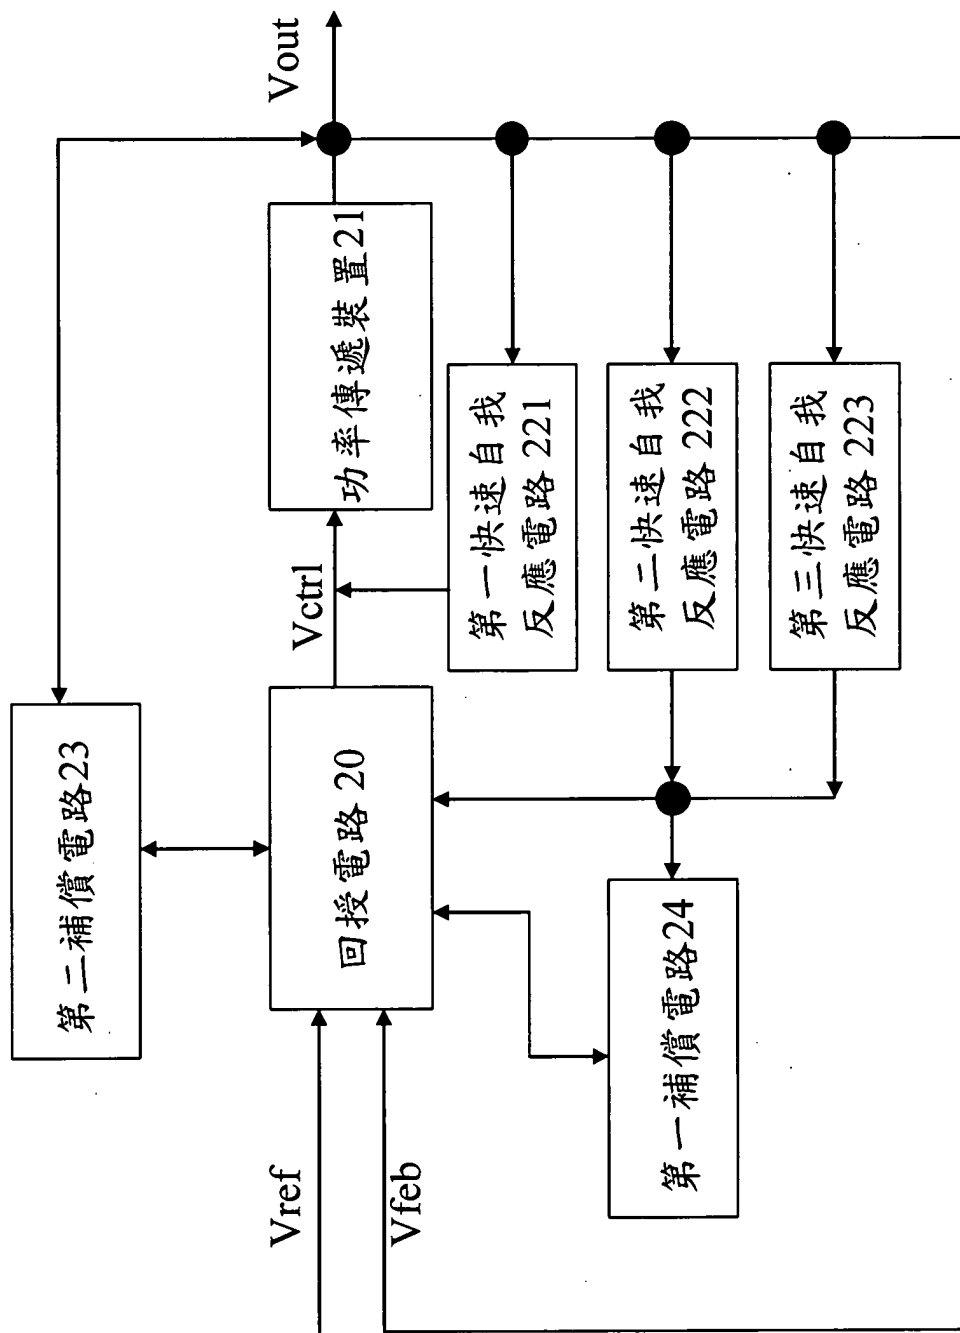 第二補償電路23
Vref
Vfeb
回授電路 20
Vctrl
功率傳遞裝置21
Vout
第一快速自我
反應電路 221
第二快速自我
反應電路 222
第一補償電路24
第三快速自我
反應電路 223